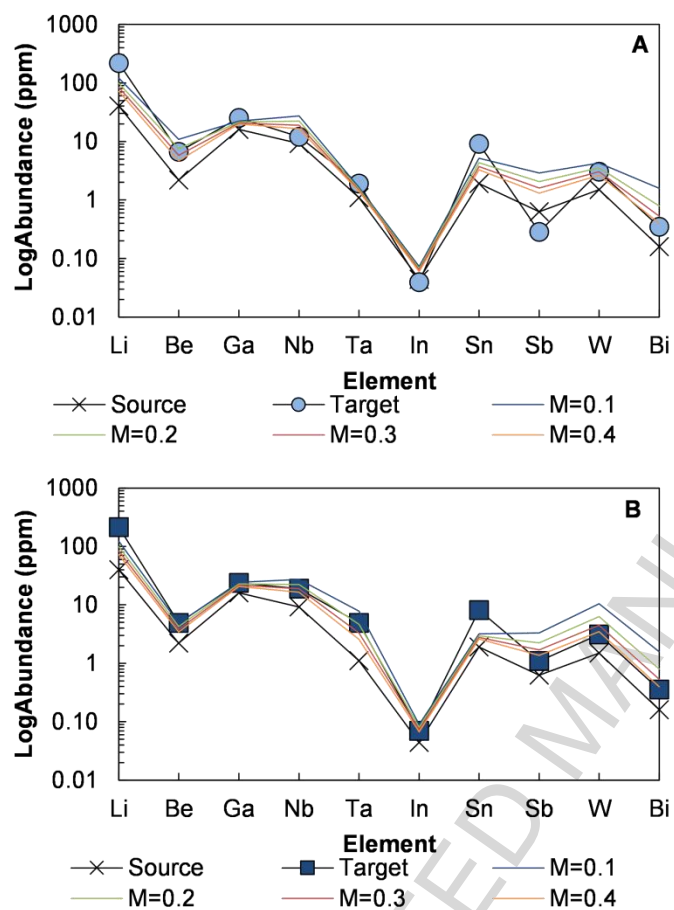 A
LogAbundance (ppm)
1000
100
10
1
0.10
0.01
Li Be Ga Nb Ta In Sn Sb W Bi
Element
Source Target M=0.1
M=0.2 M=0.3 M=0.4
B
LogAbundance (ppm)
1000
100
10
1
0.10
0.01
Li Be Ga Nb Ta In Sn Sb W Bi
Element
Source Target M=0.1
M=0.2 M=0.3 M=0.4